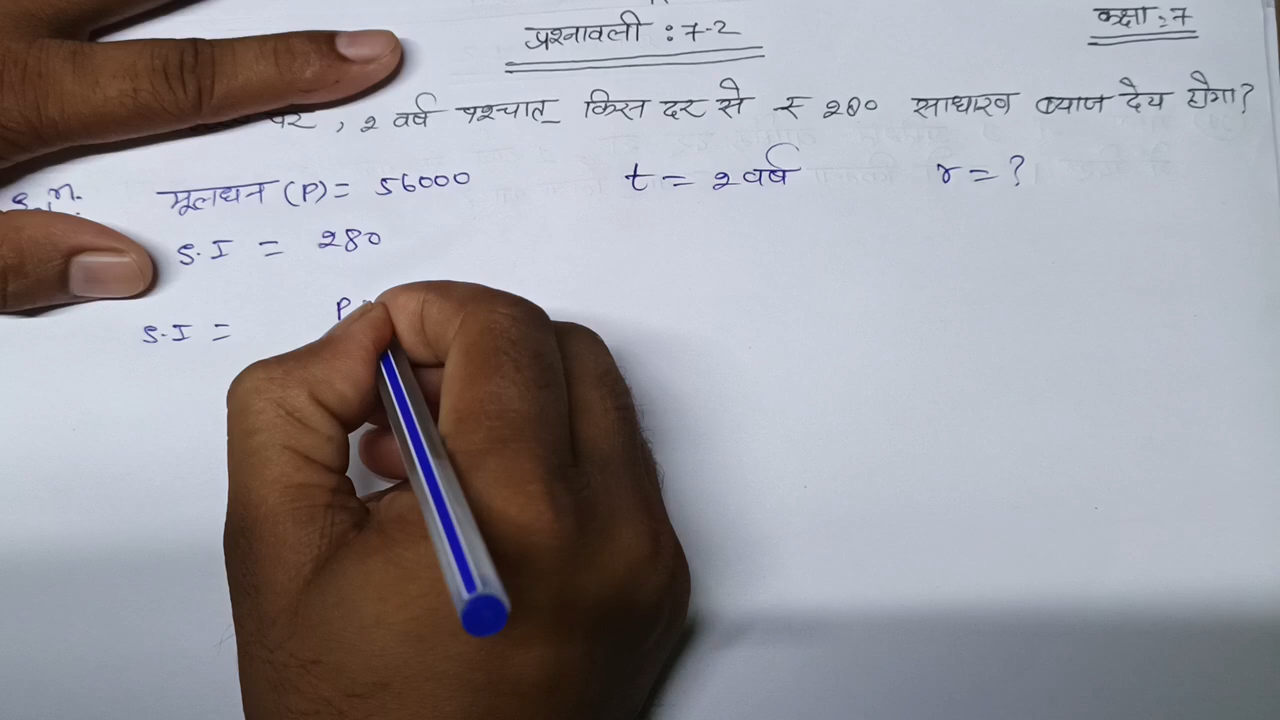 प्रश्नावली : 7.2
कक्षा : 7
पर , 2 वर्ष पश्चात् किस दर से ₹ 280 साधारण ब्याज देय होगा?
मूलधन (P) = 56000 t = 2 वर्ष r = ?
S.I = 280
S.I = P